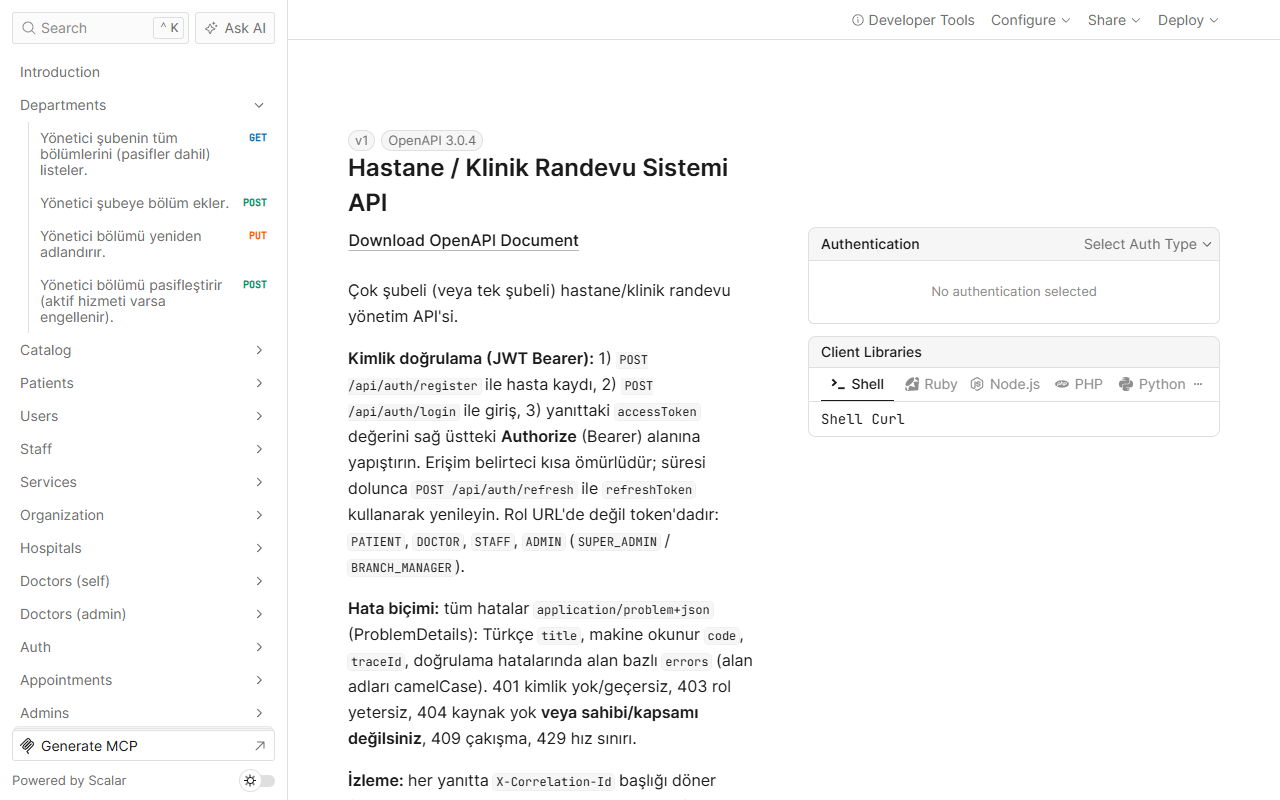 Search
^ K
Ask AI
Developer Tools
Configure
Share
Deploy
Introduction
Departments
Yönetici şubenin tüm
bölümlerini (pasifler dahil)
listeler.
GET
Yönetici şubeye bölüm ekler.
POST
Yönetici bölümü yeniden
adlandırır.
PUT
Yönetici bölümü pasifleştirir
(aktif hizmeti varsa
engellenir).
POST
Catalog
Patients
Users
Staff
Services
Organization
Hospitals
Doctors (self)
Doctors (admin)
Auth
Appointments
Admins
Generate MCP
Powered by Scalar
v1
OpenAPI 3.0.4
Hastane / Klinik Randevu Sistemi
API
Download OpenAPI Document
Çok şubeli (veya tek şubeli) hastane/klinik randevu
yönetim API'si.
Kimlik doğrulama (JWT Bearer): 1) POST
/api/auth/register ile hasta kaydı, 2) POST
/api/auth/login ile giriş, 3) yanıttaki accessToken
değerini sağ üstteki Authorize (Bearer) alanına
yapıştırın. Erişim belirteci kısa ömürlüdür; süresi
dolunca POST /api/auth/refresh ile refreshToken
kullanarak yenileyin. Rol URL'de değil token'dadır:
PATIENT, DOCTOR, STAFF, ADMIN (SUPER_ADMIN /
BRANCH_MANAGER).
Hata biçimi: tüm hatalar application/problem+json
(ProblemDetails): Türkçe title, makine okunur code,
traceId, doğrulama hatalarında alan bazlı errors (alan
adları camelCase). 401 kimlik yok/geçersiz, 403 rol
yetersiz, 404 kaynak yok veya sahibi/kapsamı
değilsiniz, 409 çakışma, 429 hız sınırı.
İzleme: her yanıtta X-Correlation-Id başlığı döner
Authentication
Select Auth Type
No authentication selected
Client Libraries
Shell
Ruby
Node.js
PHP
Python
Shell Curl